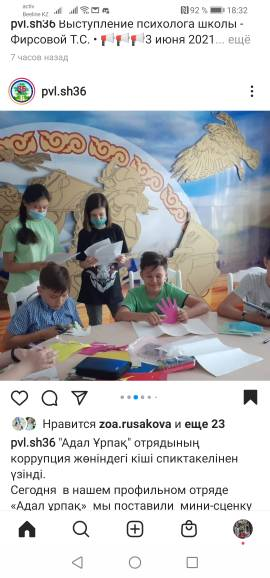 activ
Beeline KZ
92 % 18:32
pvl.sh36 Выступление психолога школы -
Фирсовой Т.С. • 📢📢📢3 июня 2021... ещё
7 часов назад
pvl.sh36
Нравится zoa.rusakova и еще 23
pvl.sh36 "Адал Ұрпақ" отрядының
коррупция жөніндегі кіші спиктакелінен
үзінді.
Сегодня в нашем профильном отряде
«Адал ұрпақ» мы поставили мини-сценку